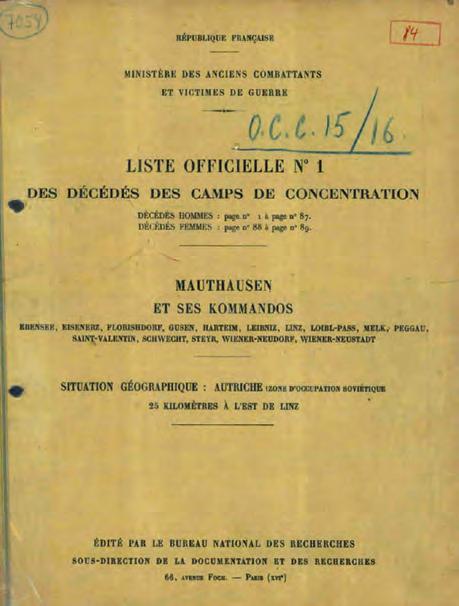 7054
14
RÉPUBLIQUE FRANÇAISE
MINISTÈRE DES ANCIENS COMBATTANTS
ET VICTIMES DE GUERRE
O.C.C. 15/16.
LISTE OFFICIELLE N° 1
DES DÉCÉDÉS DES CAMPS DE CONCENTRATION
DÉCÉDÉS HOMMES : page n° 1 à page n° 87.
DÉCÉDÉS FEMMES : page n° 88 à page n° 89.
MAUTHAUSEN
ET SES KOMMANDOS
EBENSEE, EISENERZ, FLORISHDORF, GUSEN, HARTEIM, LEIBNIZ, LINZ, LOIBL-PASS, MELK, PEGGAU,
SAINT-VALENTIN, SCHWECHT, STEYR, WIENER-NEUDORF, WIENER-NEUSTADT
SITUATION GÉOGRAPHIQUE : AUTRICHE (ZONE D'OCCUPATION SOVIÉTIQUE
25 KILOMÈTRES À L'EST DE LINZ
ÉDITÉ PAR LE BUREAU NATIONAL DES RECHERCHES
SOUS-DIRECTION DE LA DOCUMENTATION ET DES RECHERCHES
66, AVENUE FOCH. — PARIS (XVIe)